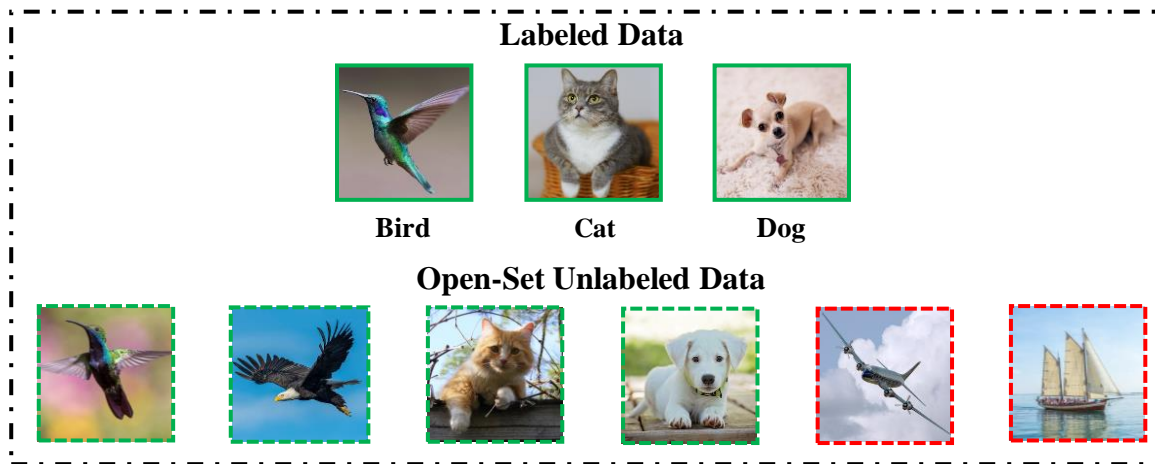 Labeled Data
Bird
Cat
Dog
Open-Set Unlabeled Data